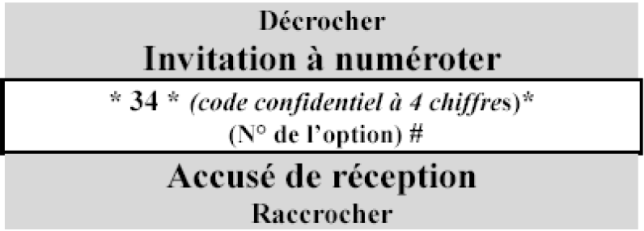 Décrocher
Invitation à numéroter
* 34 * (code confidentiel à 4 chiffres)*
(N° de l'option) #
Accusé de réception
Raccrocher